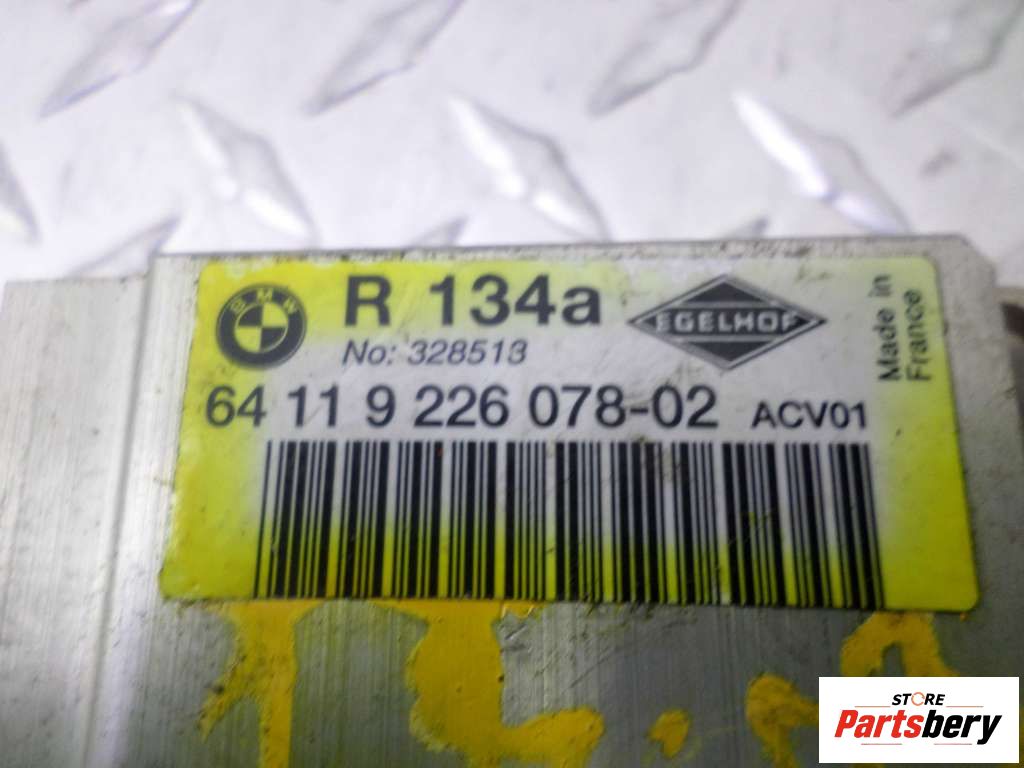 BMW
R 134a
EGELHOF
Made in
France
No: 328513
64 11 9 226 078-02 ACV01
STORE
Partsbery